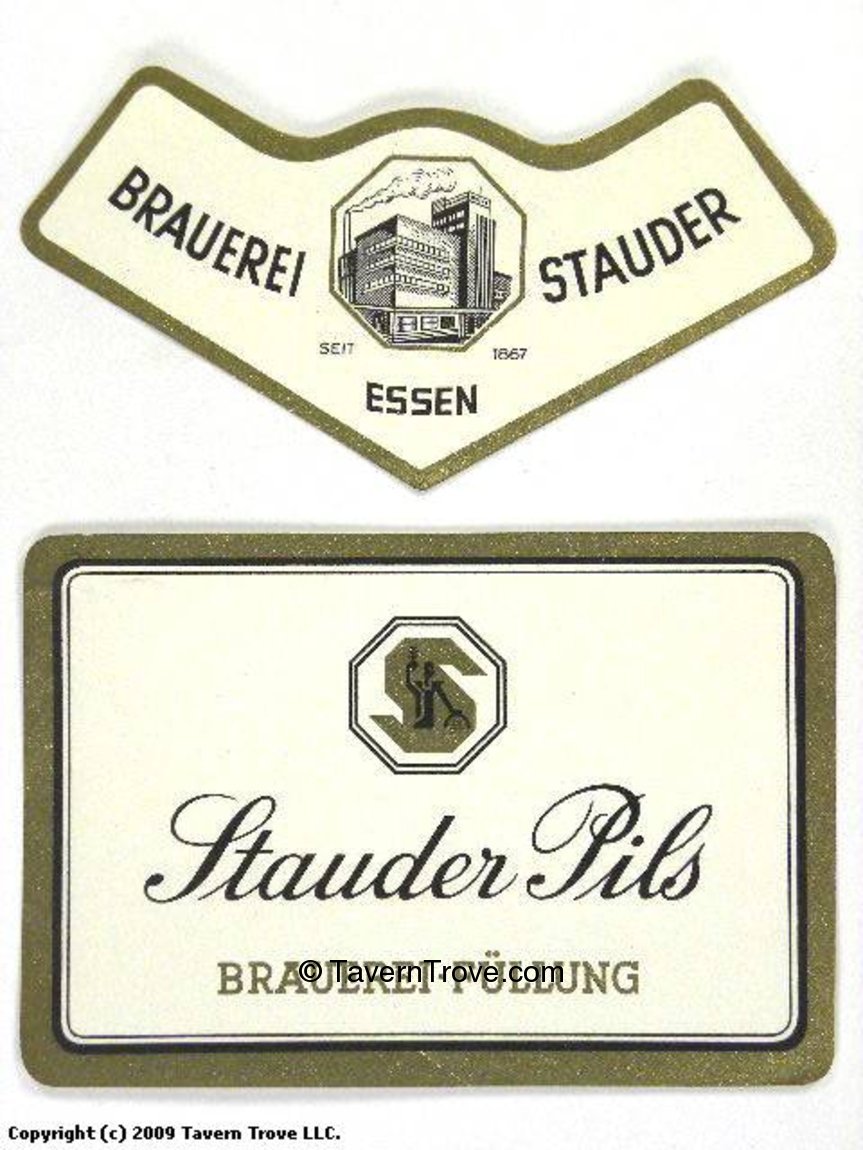 BRAUEREI STAUDER
SEIT 1867
ESSEN
S
Stauder Pils
BRAUEREI-FÜLLUNG
© TavernTrove.com
Copyright (c) 2009 Tavern Trove LLC.